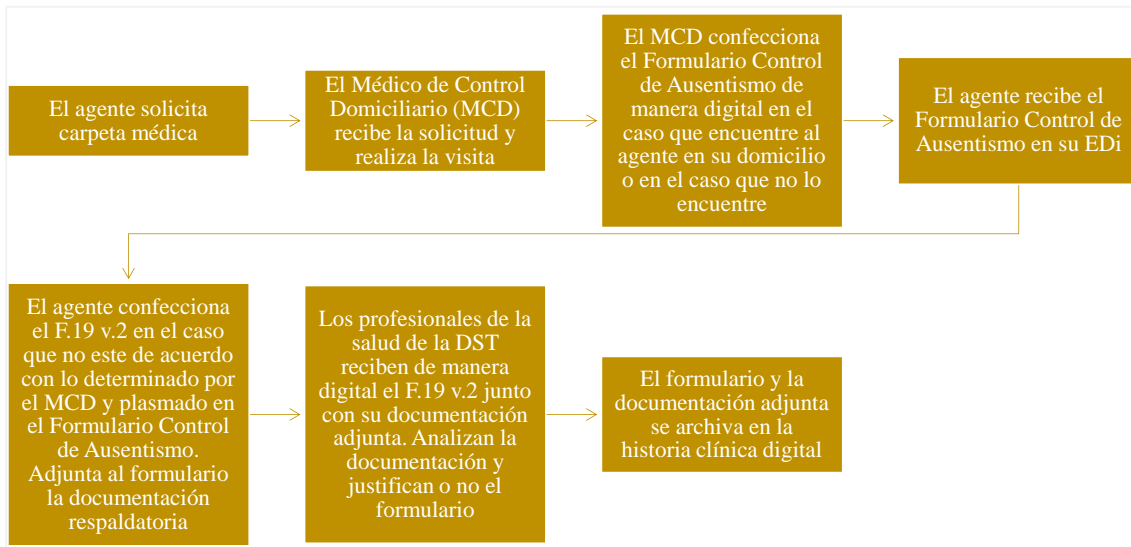 El agente solicita
carpeta médica
El Médico de Control
Domiciliario (MCD)
recibe la solicitud y
realiza la visita
El MCD confecciona
el Formulario Control
de Ausentismo de
manera digital en el
caso que encuentre al
agente en su domicilio
o en el caso que no lo
encuentre
El agente recibe el
Formulario Control de
Ausentismo en su EDi
El agente confecciona
el F.19 v.2 en el caso
que no este de acuerdo
con lo determinado por
el MCD y plasmado en
el Formulario Control
de Ausentismo.
Adjunta al formulario
la documentación
respaldatoria
Los profesionales de la
salud de la DST
reciben de manera
digital el F.19 v.2 junto
con su documentación
adjunta. Analizan la
documentación y
justifican o no el
formulario
El formulario y la
documentación adjunta
se archiva en la
historia clínica digital